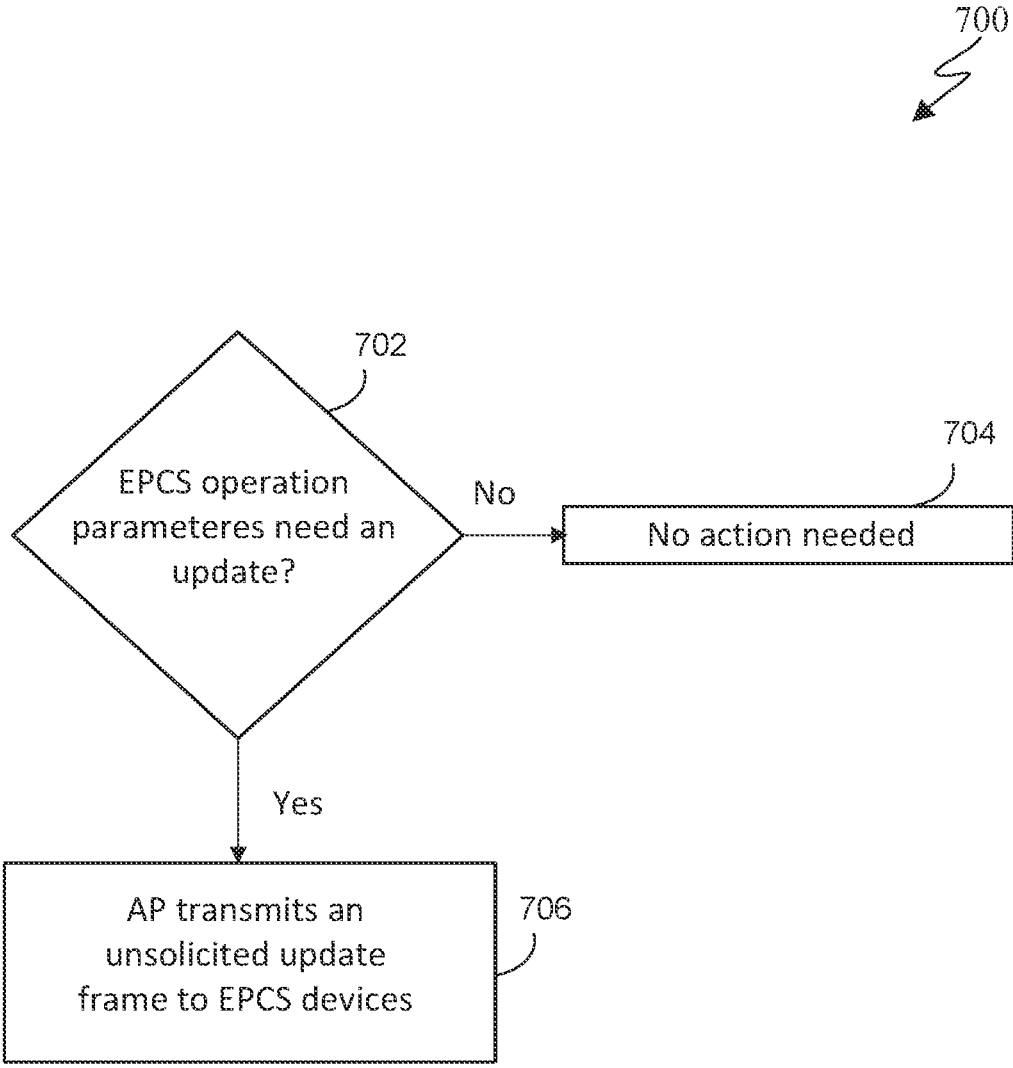 700
702
EPCS operation
parameteres need an
update?
No
704
No action needed
Yes
AP transmits an
unsolicited update
frame to EPCS devices
706